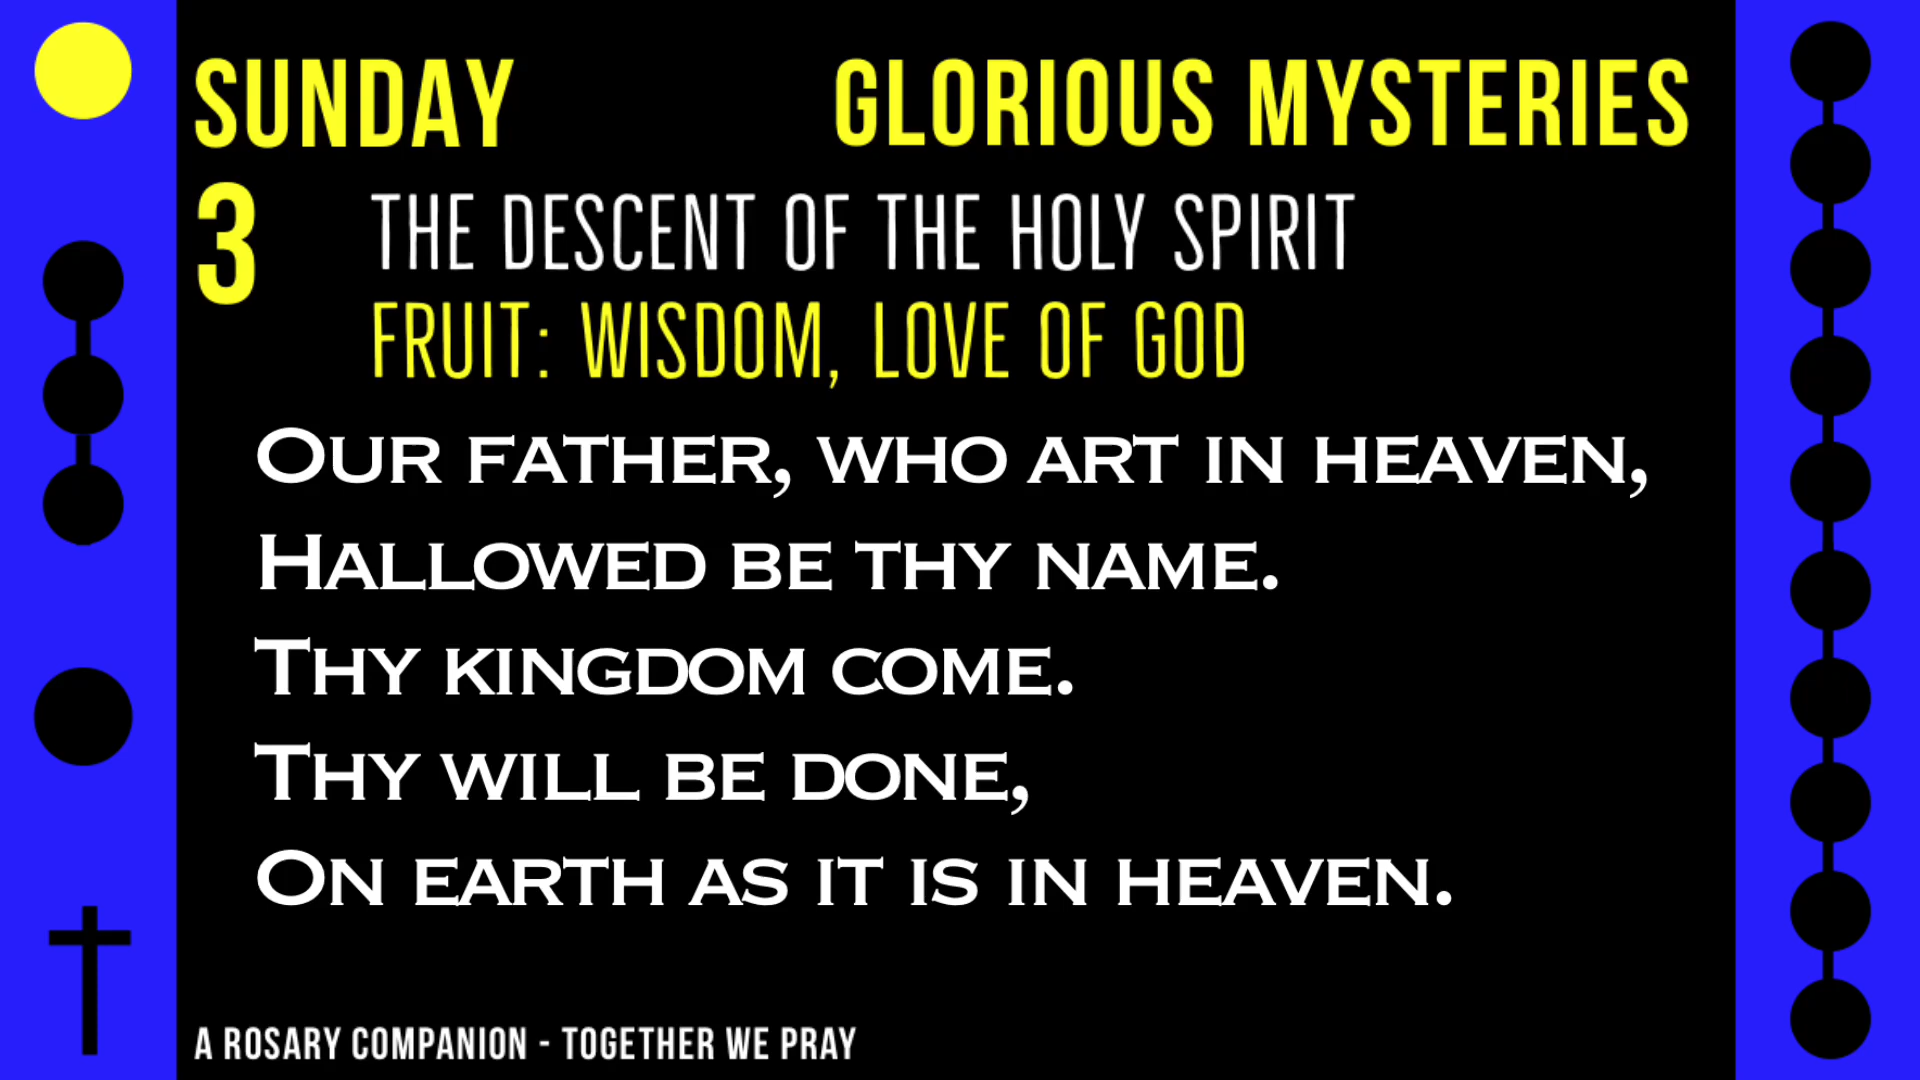 SUNDAY GLORIOUS MYSTERIES
3 THE DESCENT OF THE HOLY SPIRIT
FRUIT: WISDOM, LOVE OF GOD
OUR FATHER, WHO ART IN HEAVEN,
HALLOWED BE THY NAME.
THY KINGDOM COME.
THY WILL BE DONE,
ON EARTH AS IT IS IN HEAVEN.
A ROSARY COMPANION - TOGETHER WE PRAY